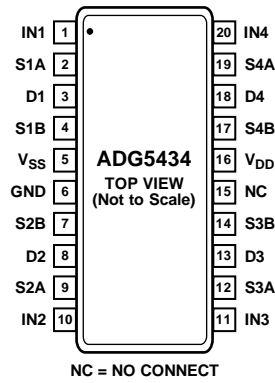 IN1 1 20 IN4
S1A 2 19 S4A
D1 3 18 D4
S1B 4 17 S4B
VSS 5 ADG5434 16 VDD
GND 6 TOP VIEW 15 NC
(Not to Scale)
S2B 7 14 S3B
D2 8 13 D3
S2A 9 12 S3A
IN2 10 11 IN3
NC = NO CONNECT